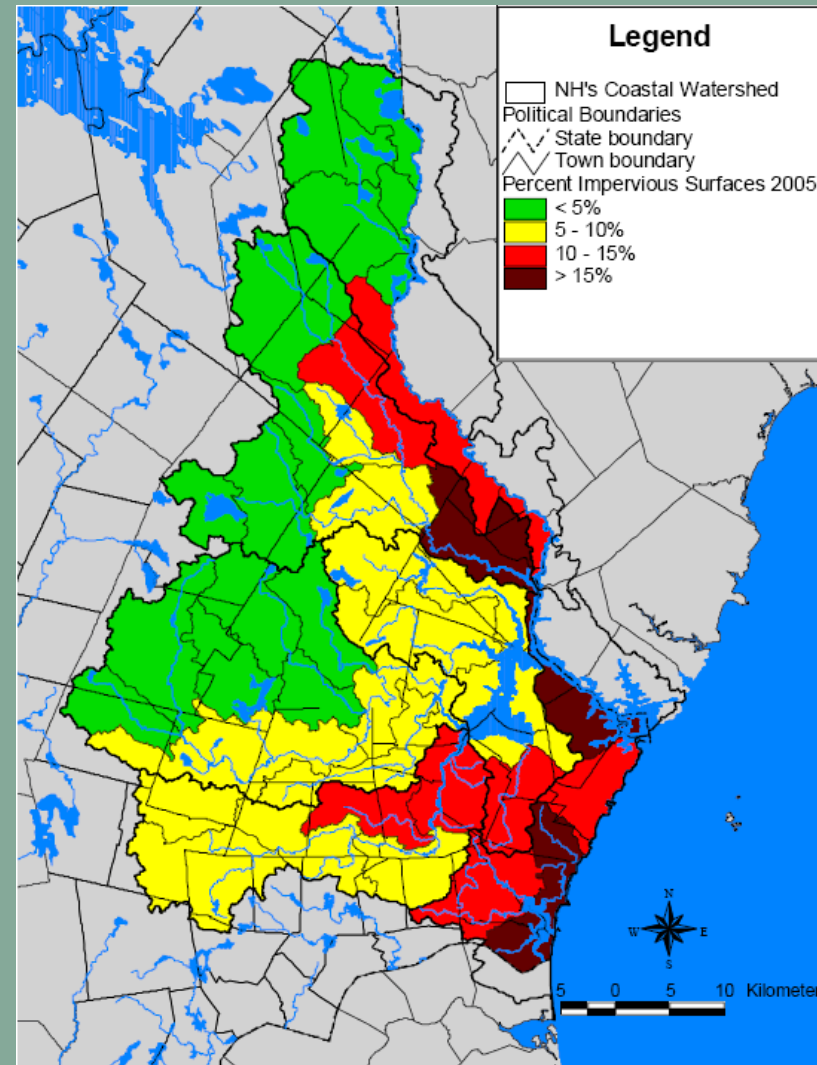 Legend
NH's Coastal Watershed
Political Boundaries
State boundary
Town boundary
Percent Impervious Surfaces 2005
< 5%
5 - 10%
10 - 15%
> 15%
N
W E
S
5 0 5 10 Kilometer